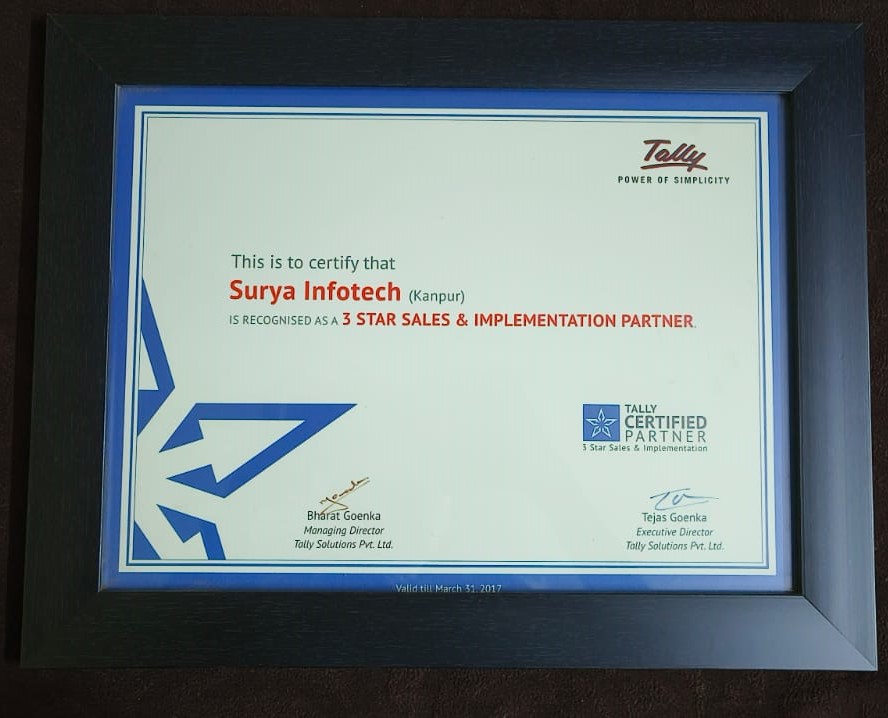 Tally
POWER OF SIMPLICITY
This is to certify that
Surya Infotech (Kanpur)
IS RECOGNISED AS A 3 STAR SALES & IMPLEMENTATION PARTNER.
TALLY
CERTIFIED
PARTNER
3 Star Sales & Implementation
Bharat Goenka
Managing Director
Tally Solutions Pvt. Ltd.
Tejas Goenka
Executive Director
Tally Solutions Pvt. Ltd.
Valid till March 31, 2017